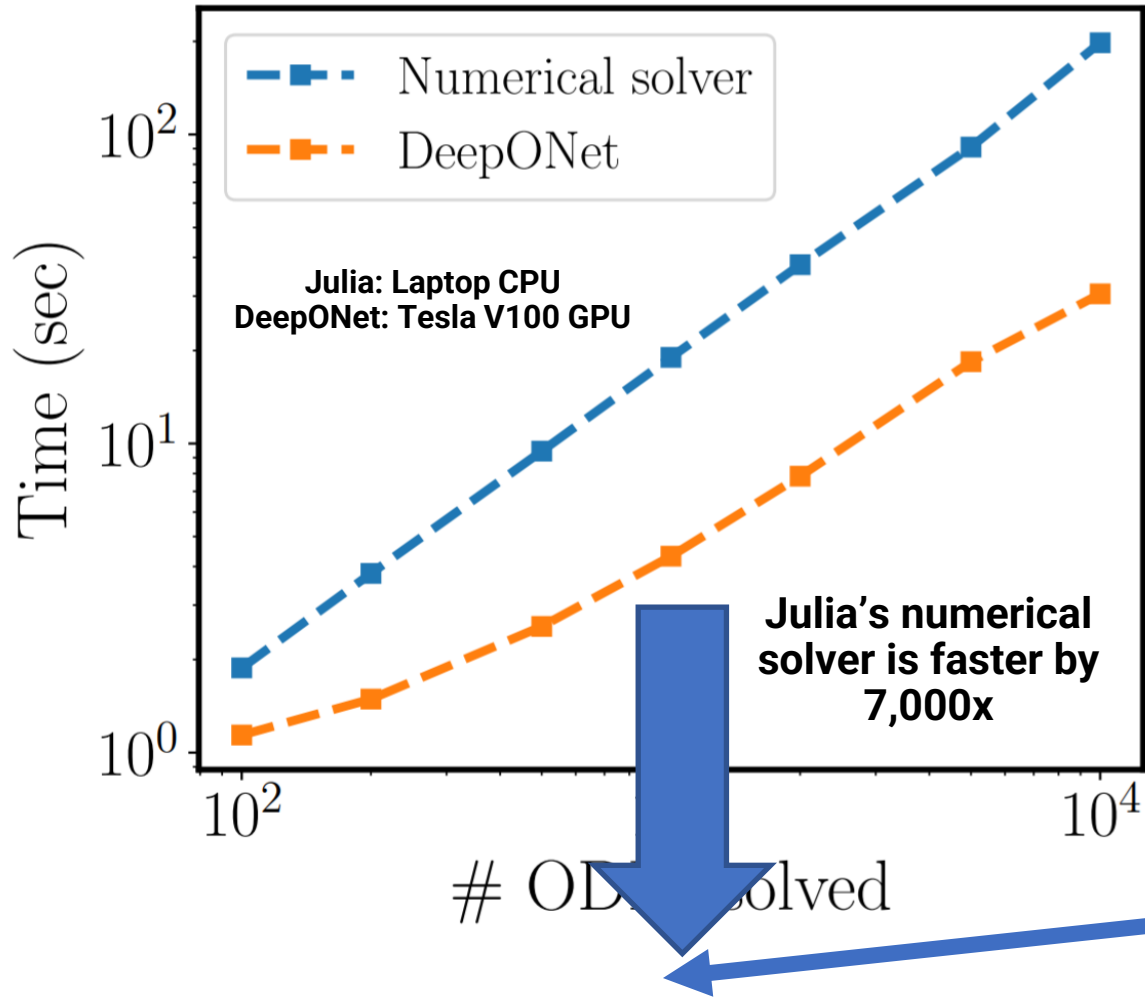 Numerical solver
DeepONet
Julia: Laptop CPU
DeepONet: Tesla V100 GPU
Time (sec)
10²
10¹
10⁰
Julia’s numerical
solver is faster by
7,000x
10²
10⁴
# OD olved